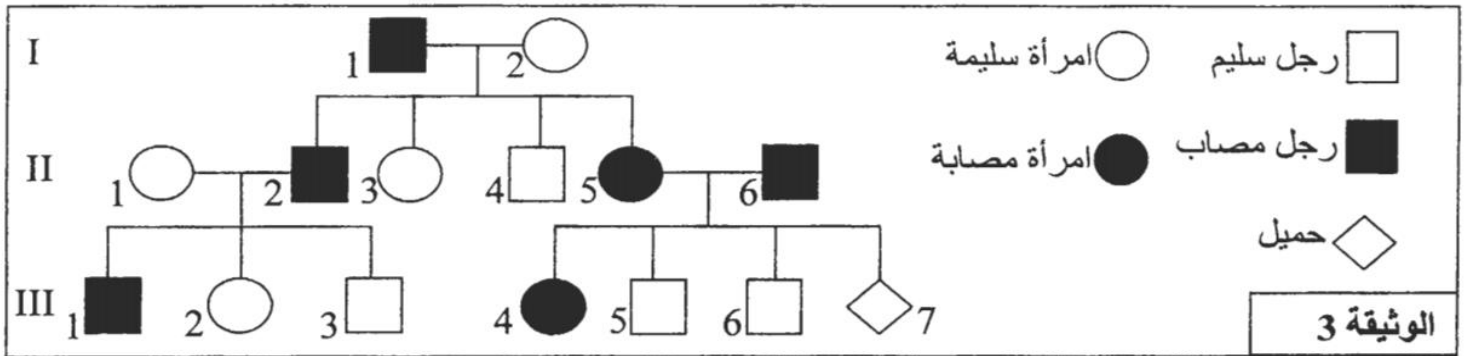 I 1 2 امرأة سليمة رجل سليم
II 1 2 3 4 5 6 امرأة مصابة رجل مصاب
حميل
III 1 2 3 4 5 6 7
الوثيقة 3